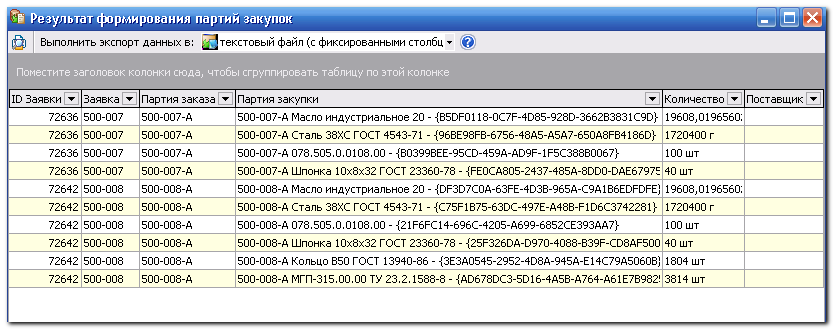 Результат формирования партий закупок
Выполнить экспорт данных в: текстовый файл (с фиксированными столбц
Поместите заголовок колонки сюда, чтобы сгруппировать таблицу по этой колонке
ID Заявки Заявка Партия заказа Партия закупки Количество Поставщик
72636 500-007 500-007-А 500-007-А Масло индустриальное 20 - {B5DF0118-0C7F-4D85-928D-3662B3831C9D} 19608,0196560
72636 500-007 500-007-А 500-007-А Сталь 38ХС ГОСТ 4543-71 - {96BE98FB-6756-48A5-A5A7-650A8FB4186D} 1720400 г
72636 500-007 500-007-А 500-007-А 078.505.0.0108.00 - {B0399BEE-95CD-459A-AD9F-1F5C388B0067} 100 шт
72636 500-007 500-007-А 500-007-А Шпонка 10х8х32 ГОСТ 23360-78 - {FE0CA805-2437-485A-8DD0-DAE67975
72642 500-008 500-008-А 500-008-А Масло индустриальное 20 - {DF3D7C0A-63FE-4D3B-965A-C9A1B6EDFDFE} 19608,0196560
72642 500-008 500-008-А 500-008-А Сталь 38ХС ГОСТ 4543-71 - {C75F1B75-63DC-497E-A48B-F1D6C3742281} 1720400 г
72642 500-008 500-008-А 500-008-А 078.505.0.0108.00 - {21F6FC14-696C-4205-A699-6852CE393AA7} 100 шт
72642 500-008 500-008-А 500-008-А Шпонка 10х8х32 ГОСТ 23360-78 - {25F326DA-D970-4088-B39F-CD8AF500 40 шт
72642 500-008 500-008-А 500-008-А Кольцо В50 ГОСТ 13940-86 - {3E3A0545-2952-4D8A-945A-E14C79A5060B} 1804 шт
72642 500-008 500-008-А 500-008-А МГП-315.00.00 ТУ 23.2.1588-8 - {AD678DC3-5D16-4A5B-A764-A61E7B982 3814 шт